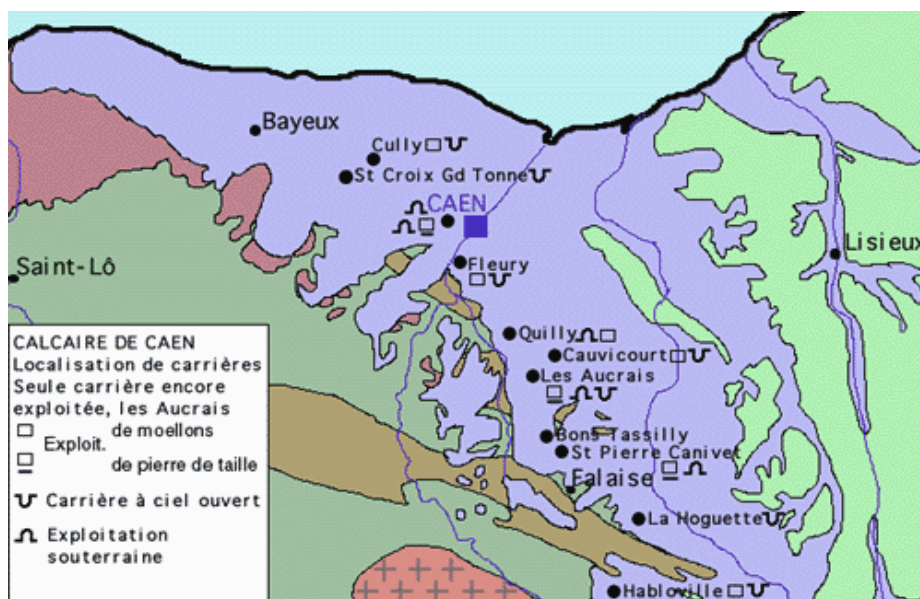 Bayeux
Cully
St Croix Gd Tonne
CAEN
Lisieux
Saint-Lô
Fleury
Quilly
Cauvicourt
Les Aucrais
Bons Tassilly
St Pierre Canivet
Falaise
La Hoguette
Habloville
CALCAIRE DE CAEN
Localisation de carrières
Seule carrière encore
exploitée, les Aucrais
Exploit. de moellons
de pierre de taille
Carrière à ciel ouvert
Exploitation
souterraine